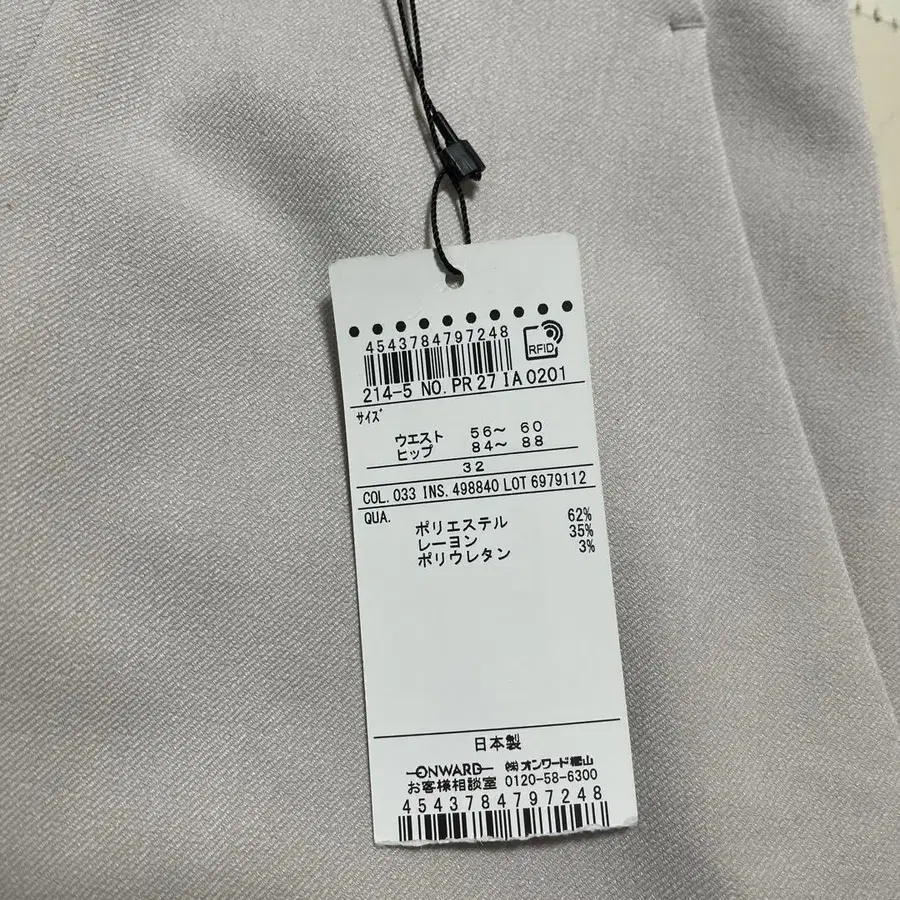 4543784797248
RFID
214-5 NO. PR 27 IA 0201
サイズ
ウエスト 56〜 60
ヒップ 84〜 88
32
COL. 033 INS. 498840 LOT 6979112
QUA.
ポリエステル 62%
レーヨン 35%
ポリウレタン 3%
日本製
ONWARD ㈱オンワード樫山
お客様相談室 0120-58-6300
4543784797248